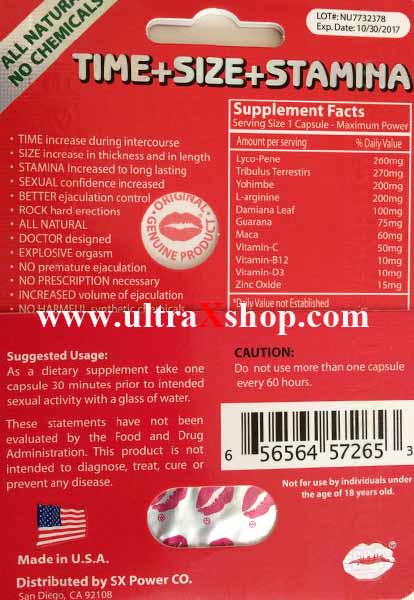 ALL NATURAL
NO CHEMICALS
LOT#: NU7732378
Exp. Date: 10/30/2017
TIME+SIZE+STAMINA
• TIME increase during intercourse
• SIZE increase in thickness and in length
• STAMINA Increased to long lasting
• SEXUAL confidence increased
• BETTER ejaculation control
• ROCK hard erections
• ALL NATURAL
• DOCTOR designed
• EXPLOSIVE orgasm
• NO premature ejaculation
• NO PRESCRIPTION necessary
• INCREASED volume of ejaculation
• NO HARMFUL synthetic chemicals
ORIGINAL
GENUINE PRODUCT
Supplement Facts
Serving Size 1 Capsule - Maximum Power
Amount per serving % Daily Value
Lyco-Pene 260mg
Tribulus Terrestirs 270mg
Yohimbe 200mg
L-arginine 200mg
Damiana Leaf 100mg
Guarana 75mg
Maca 60mg
Vitamin-C 50mg
Vitamin-B12 10mg
Vitamin-D3 10mg
Zinc Oxide 15mg
*Daily Value not Established
www.ultraXshop.com
Suggested Usage:
As a dietary supplement take one
capsule 30 minutes prior to intended
sexual activity with a glass of water.
These statements have not been
evaluated by the Food and Drug
Administration. This product is not
intended to diagnose, treat, cure or
prevent any disease.
CAUTION:
Do not use more than one capsule
every 60 hours.
6 56564 57265 3
Not for use by individuals under
the age of 18 years old.
Made in U.S.A.
Distributed by SX Power CO.
San Diego, CA 92108